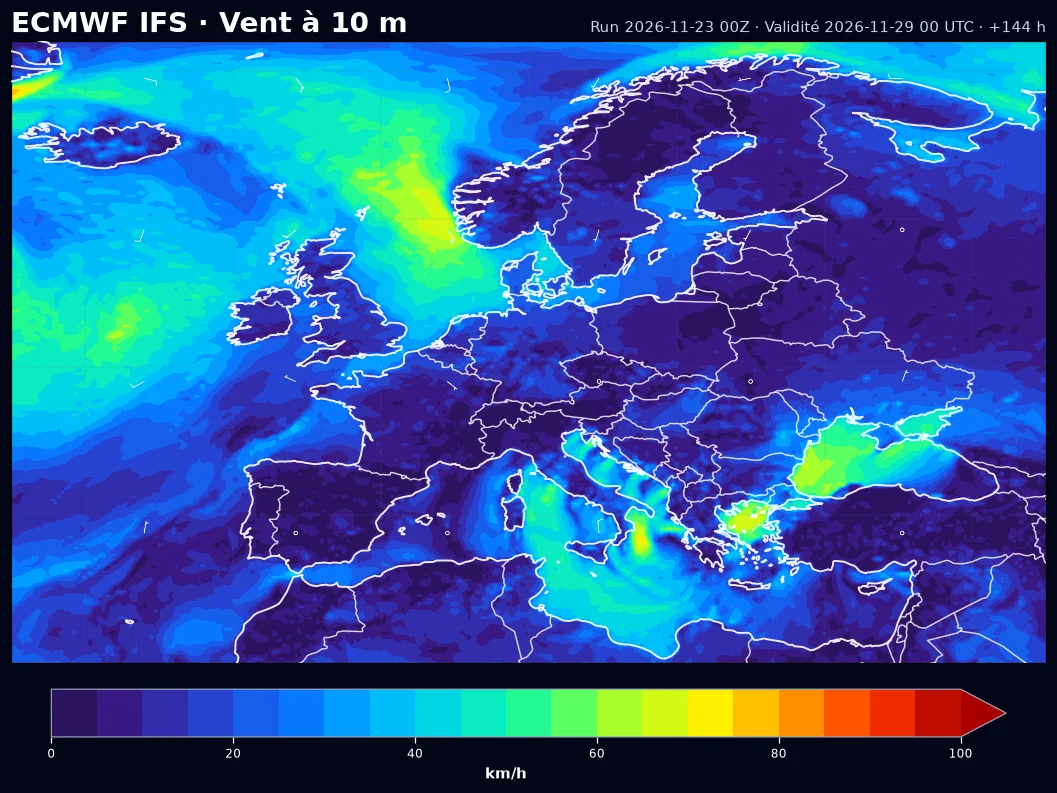 ECMWF IFS · Vent à 10 m
Run 2026-11-23 00Z · Validité 2026-11-29 00 UTC · +144 h
0 20 40 60 80 100
km/h